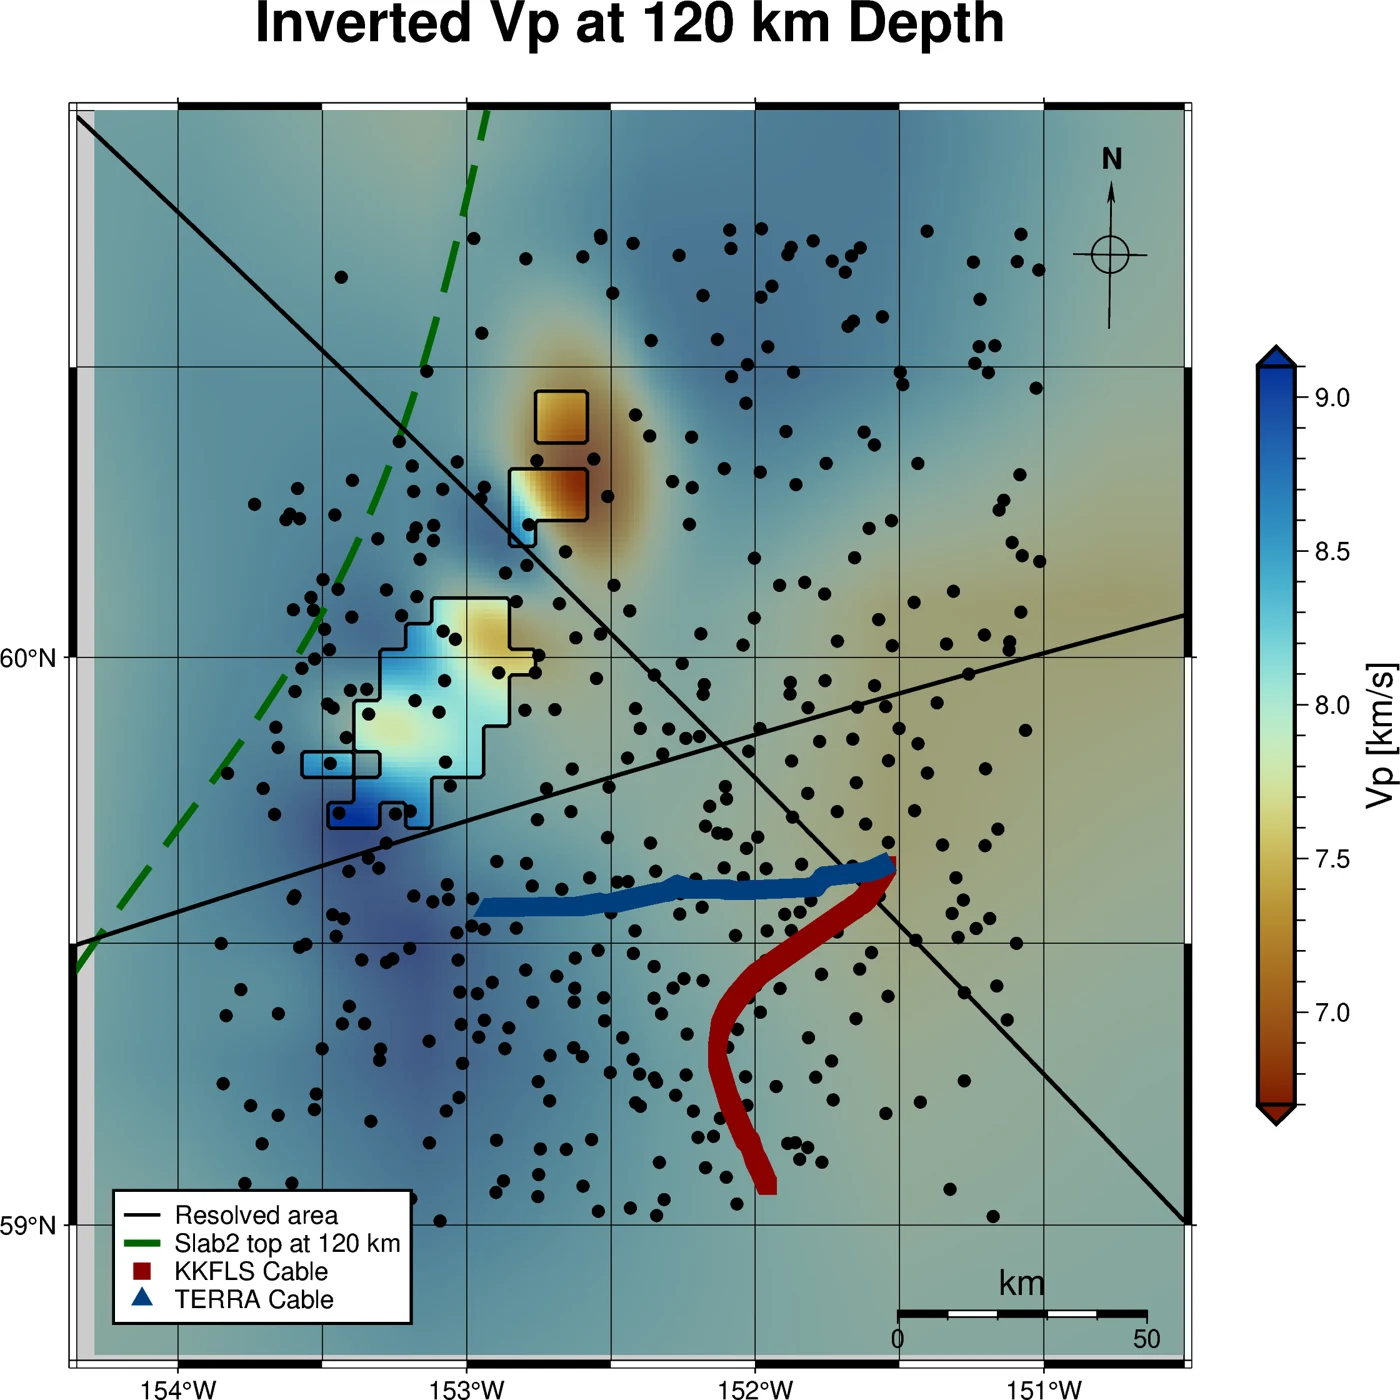 Inverted Vp at 120 km Depth
N
9.0
8.5
8.0
7.5
7.0
Vp [km/s]
60°N
59°N
Resolved area
Slab2 top at 120 km
KKFLS Cable
TERRA Cable
km
0 50
154°W 153°W 152°W 151°W